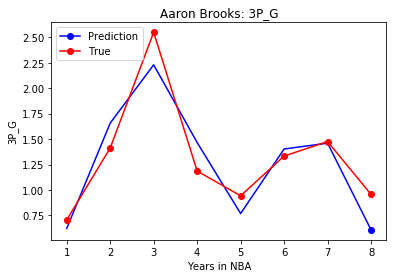 Aaron Brooks: 3P_G
Prediction
True
3P_G
2.50
2.25
2.00
1.75
1.50
1.25
1.00
0.75
1 2 3 4 5 6 7 8
Years in NBA